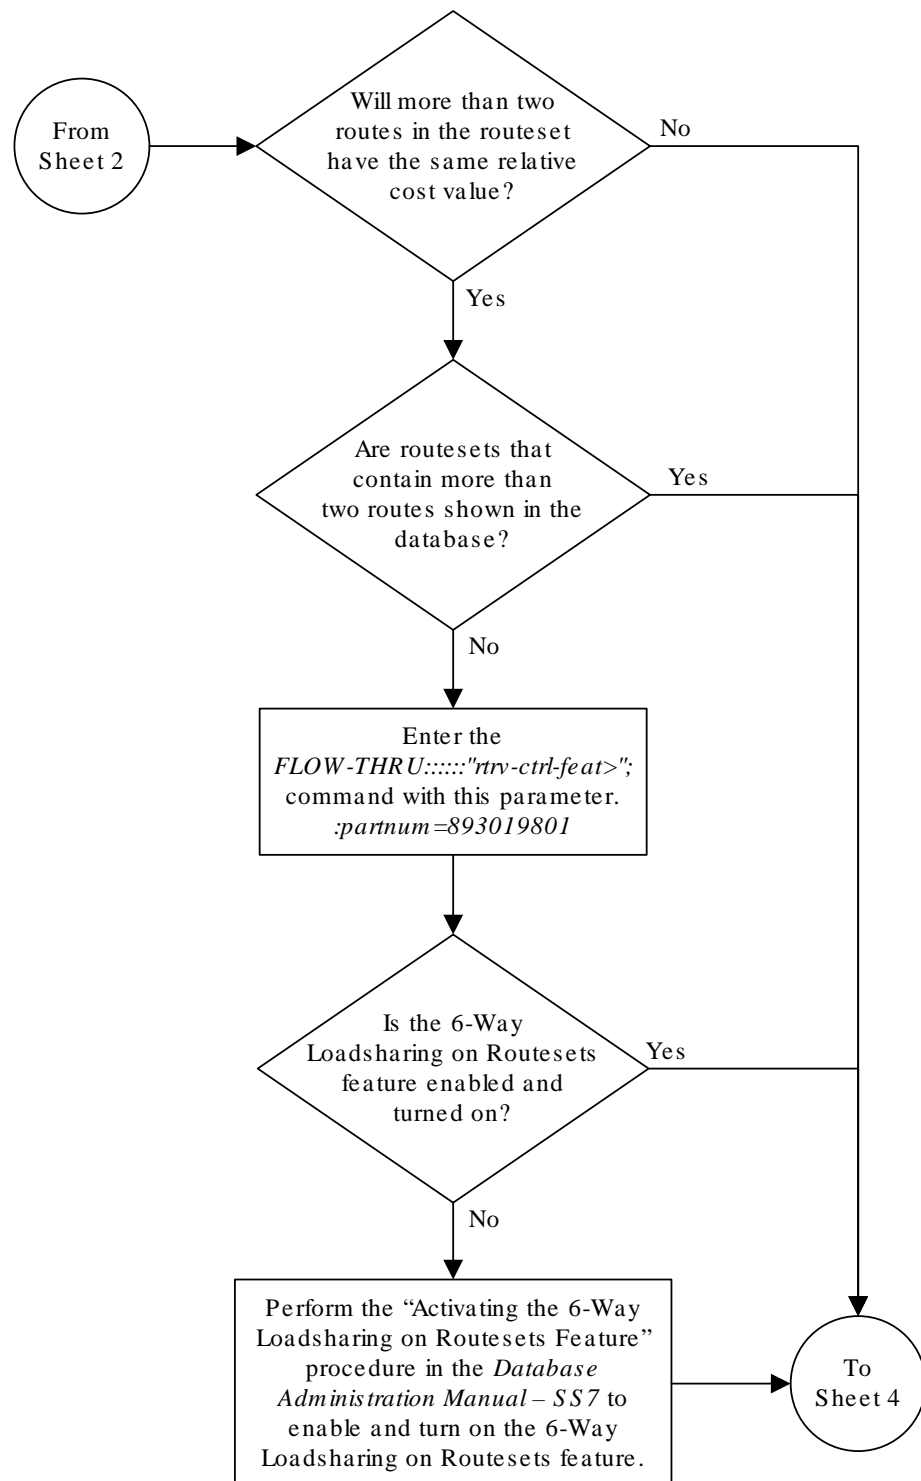 From
Sheet 2
Will more than two
routes in the routeset
have the same relative
cost value?
No
Yes
Are routesets that
contain more than
two routes shown in the
database?
Yes
No
Enter the
FLOW-THRU::::::"rtrv-ctrl-feat>";
command with this parameter.
:partnum=893019801
Is the 6-Way
Loadsharing on Routesets
feature enabled and
turned on?
Yes
No
Perform the “Activating the 6-Way
Loadsharing on Routesets Feature”
procedure in the Database
Administration Manual – SS7 to
enable and turn on the 6-Way
Loadsharing on Routesets feature.
To
Sheet 4